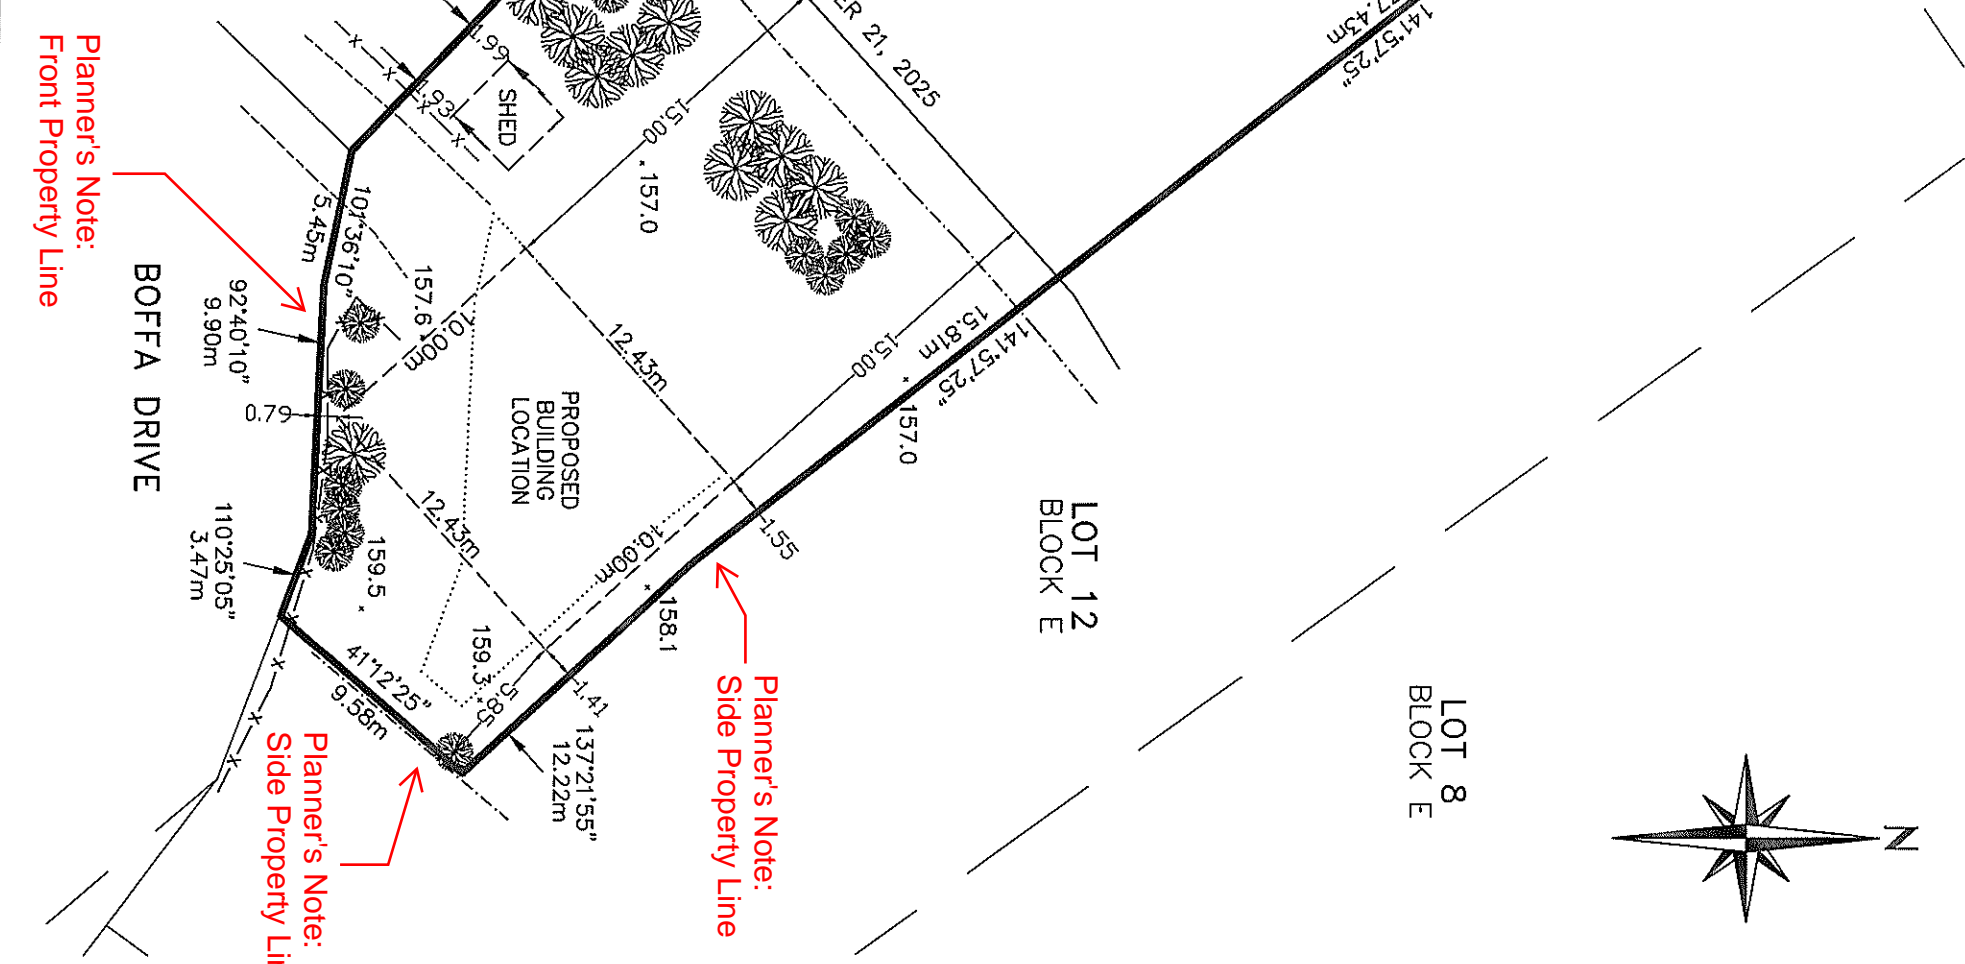 Planner's Note:
Front Property Line
BOFFA DRIVE
101°36'10"
5.45m
92°40'10"
9.90m
0.79
110°25'05"
3.47m
1.99
1.93
SHED
ER 21, 2025
15.00
157.0
157.6
10.00m
12.43m
PROPOSED
BUILDING
LOCATION
12.43m
159.5
159.3
5.85
41°12'25"
9.58m
Planner's Note:
Side Property Li
77.43m
141°57'25"
15.81m
141°57'25"
15.00
157.0
10.00m
1.55
158.1
1.41
137°21'55"
12.22m
Planner's Note:
Side Property Line
LOT 12
BLOCK E
LOT 8
BLOCK E
N